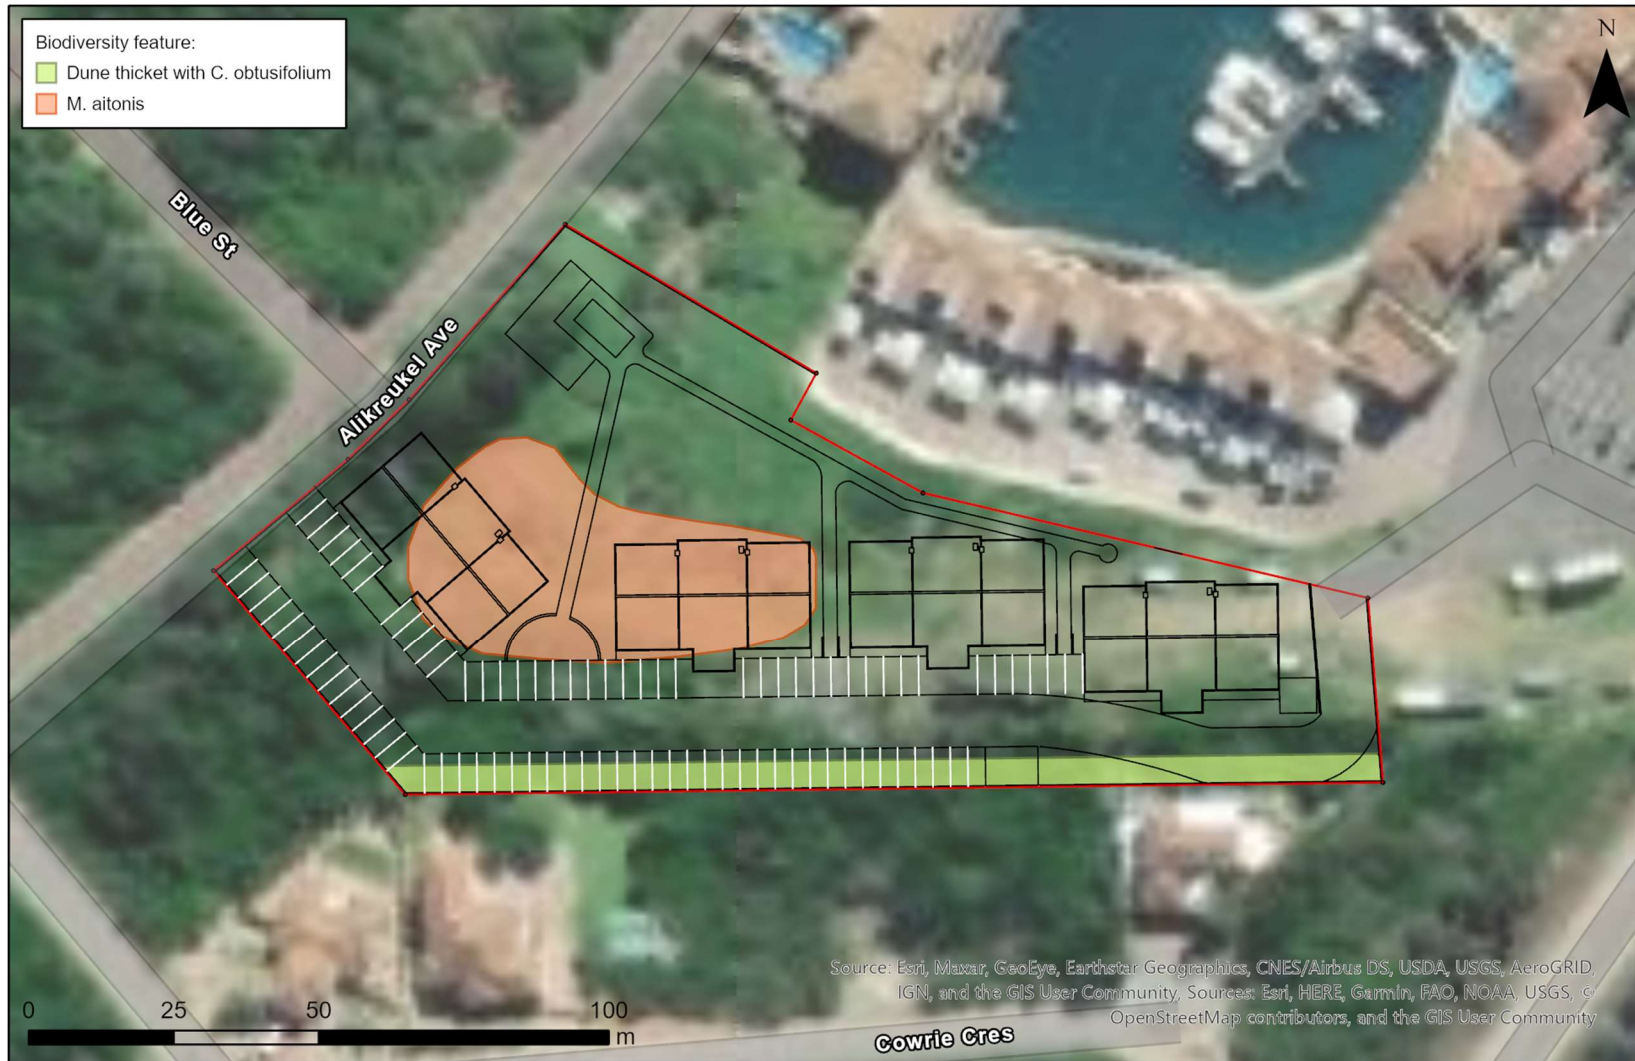 Biodiversity feature:
Dune thicket with C. obtusifolium
M. aitonis
N
Blue St
Alikreukel Ave
Source: Esri, Maxar, GeoEye, Earthstar Geographics, CNES/Airbus DS, USDA, USGS, AeroGRID,
IGN, and the GIS User Community, Sources: Esri, HERE, Garmin, FAO, NOAA, USGS, ©
OpenStreetMap contributors, and the GIS User Community
0 25 50 100
m
Cowrie Cres